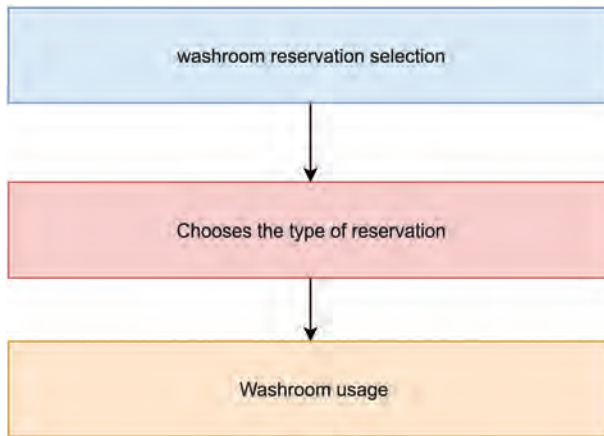 washroom reservation selection
Chooses the type of reservation
Washroom usage